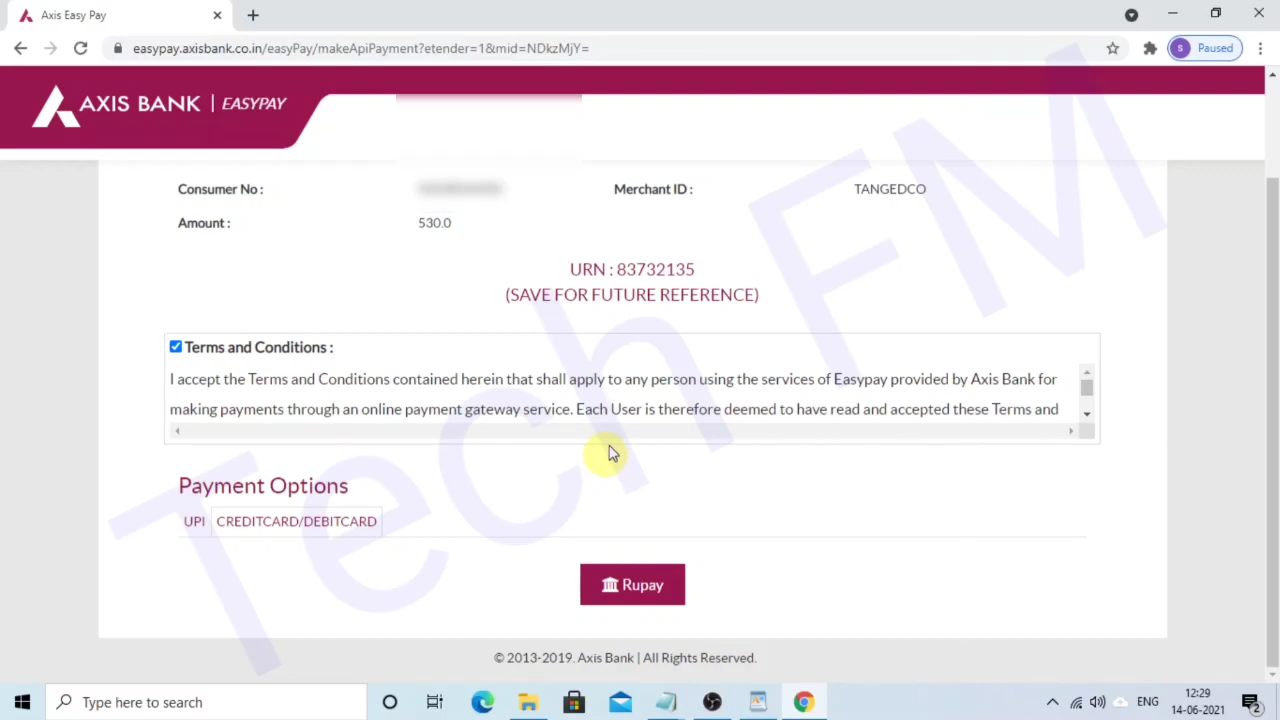 Axis Easy Pay
easypay.axisbank.co.in/easyPay/makeApiPayment?etender=1&mid=NDkzMjY=
S Paused
AXIS BANK | EASYPAY
Consumer No : Merchant ID : TANGEDCO
Amount : 530.0
URN : 83732135
(SAVE FOR FUTURE REFERENCE)
Terms and Conditions :
I accept the Terms and Conditions contained herein that shall apply to any person using the services of Easypay provided by Axis Bank for
making payments through an online payment gateway service. Each User is therefore deemed to have read and accepted these Terms and
Payment Options
UPI CREDITCARD/DEBITCARD
Rupay
© 2013-2019. Axis Bank | All Rights Reserved.
Tech FM
Type here to search
ENG
12:29
14-06-2021
2